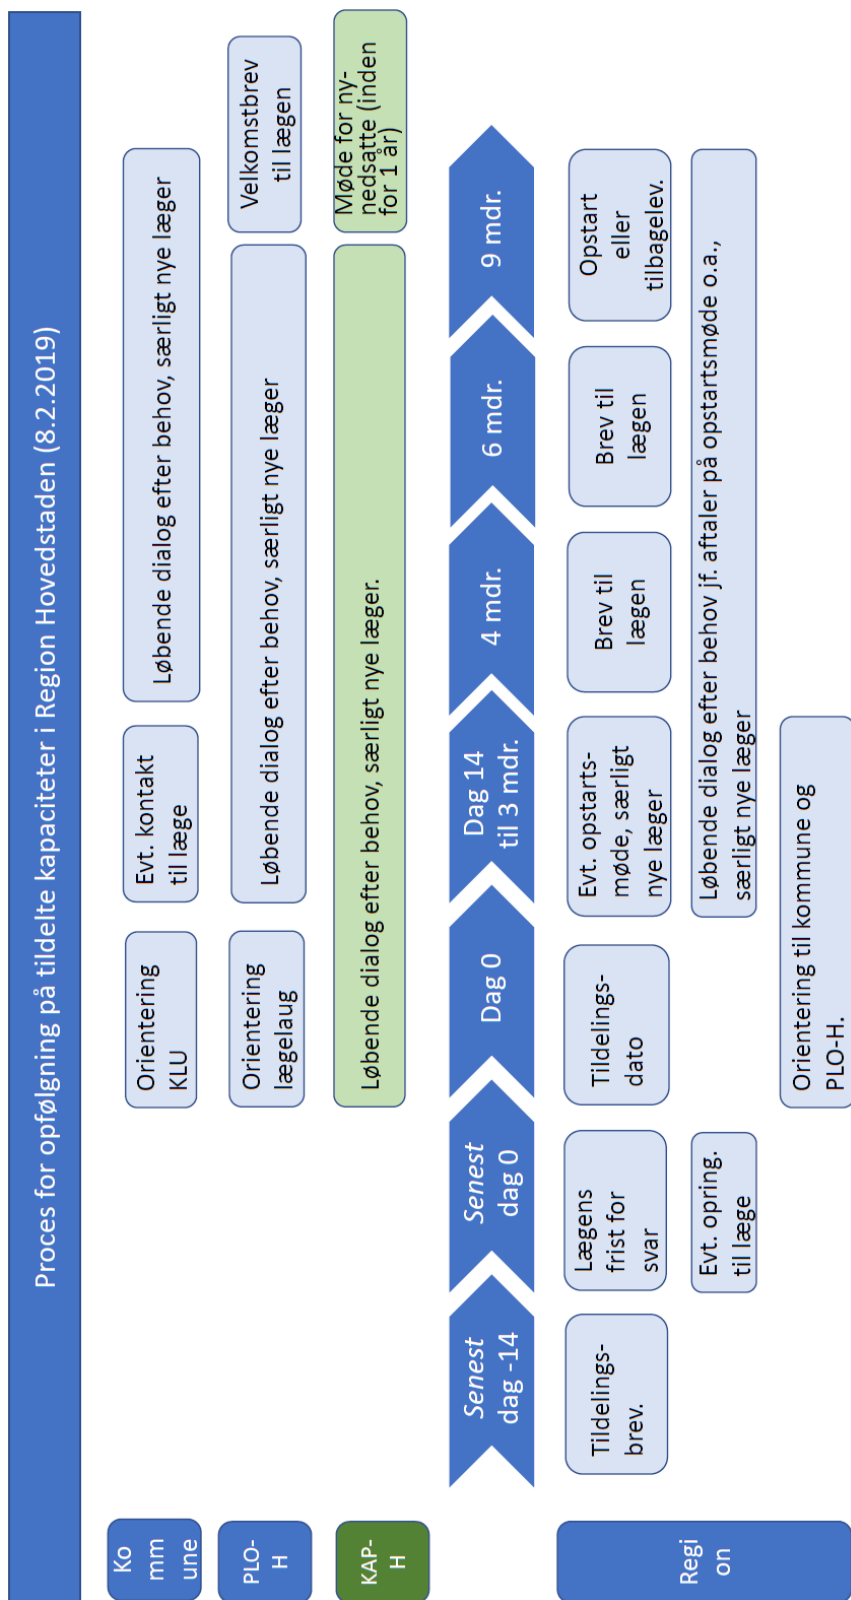 Proces for opfølgning på tildelte kapaciteter i Region Hovedstaden (8.2.2019)
Ko
mm
une
Orientering
KLU
Evt. kontakt
til læge
Løbende dialog efter behov, særligt nye læger
PLO-
H
Orientering
lægelaug
Løbende dialog efter behov, særligt nye læger
Velkomstbrev
til lægen
KAP-
H
Løbende dialog efter behov, særligt nye læger.
Møde for ny-
nedsatte (inden
for 1 år)
Senest
dag -14
Senest
dag 0
Dag 0
Dag 14
til 3 mdr.
4 mdr.
6 mdr.
9 mdr.
Regi
on
Tildelings-
brev.
Lægens
frist for
svar
Tildelings-
dato
Evt. opstarts-
møde, særligt
nye læger
Brev til
lægen
Brev til
lægen
Opstart
eller
tilbagelev.
Evt. opring.
til læge
Løbende dialog efter behov jf. aftaler på opstartsmøde o.a.,
særligt nye læger
Orientering til kommune og
PLO-H.